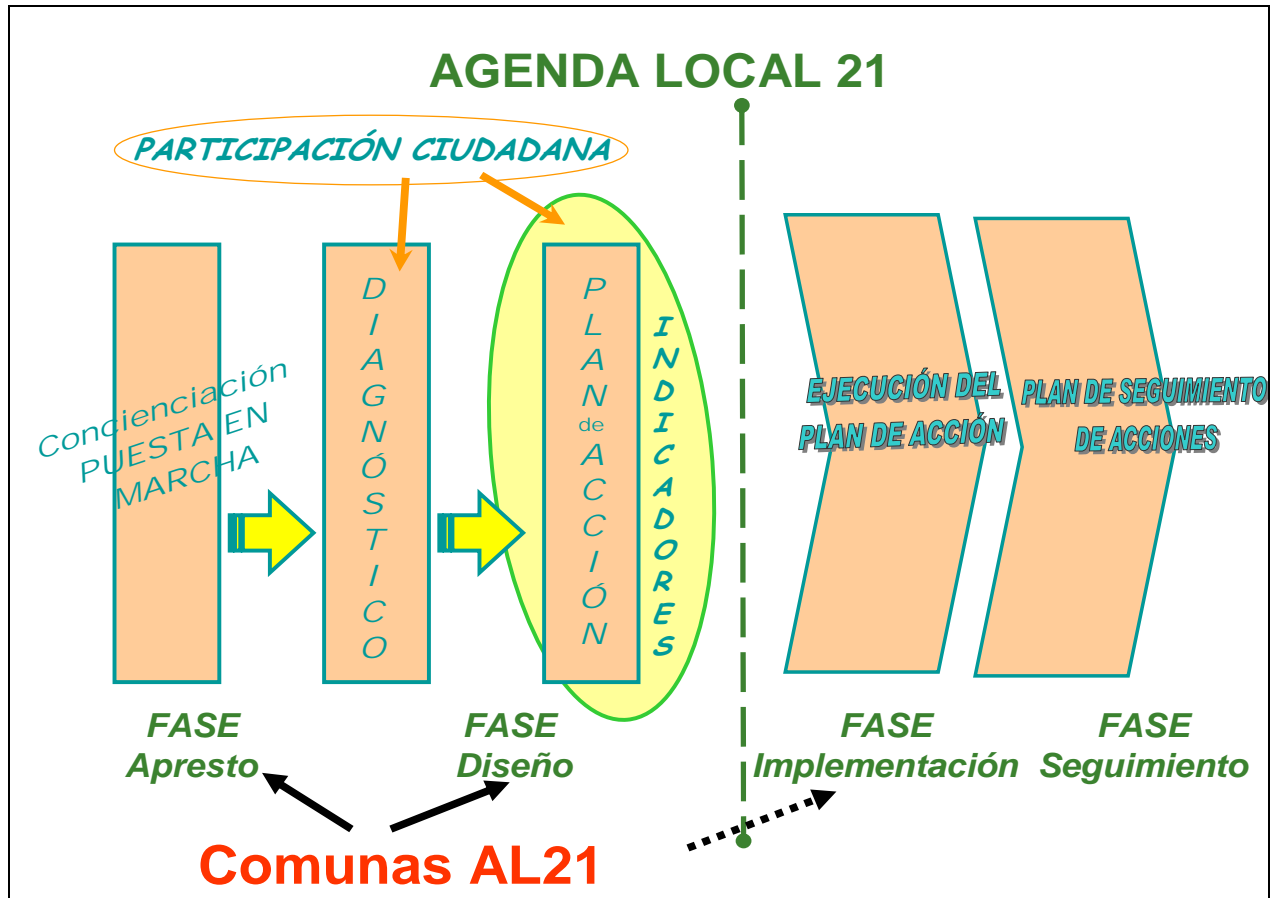 AGENDA LOCAL 21
PARTICIPACIÓN CIUDADANA
Concienciación
PUESTA EN
MARCHA
DIAGNÓSTICO
PLAN de ACCIÓN
INDICADORES
EJECUCIÓN DEL
PLAN DE ACCIÓN
PLAN DE SEGUIMIENTO
DE ACCIONES
FASE
Apresto
FASE
Diseño
FASE
Implementación
FASE
Seguimiento
Comunas AL21